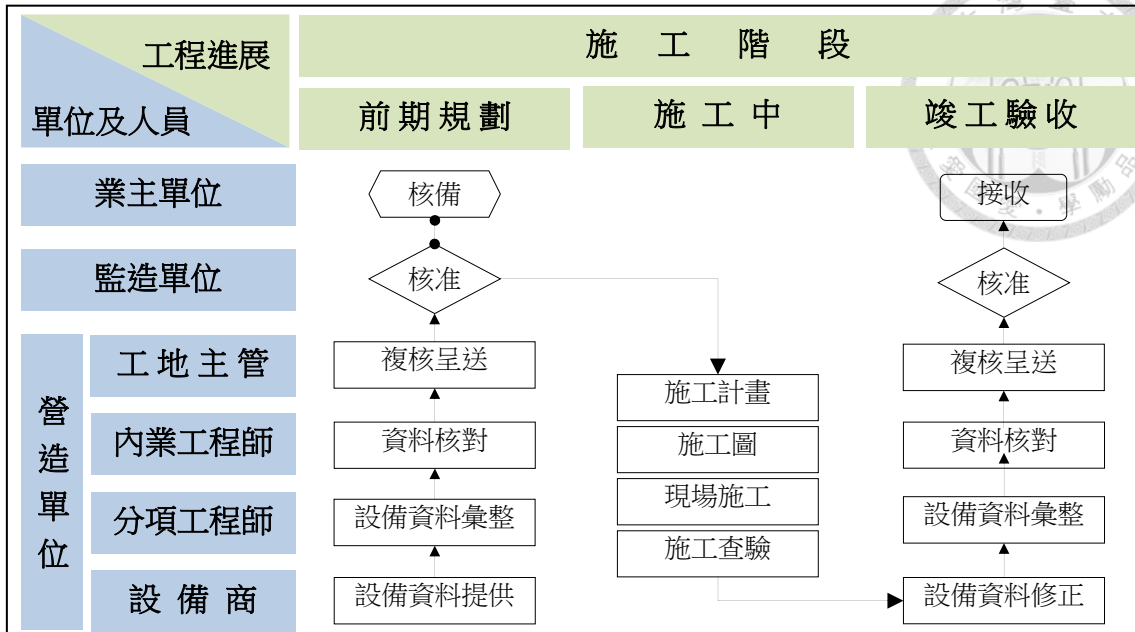 工程進展
單位及人員
施工階段
前期規劃
施工中
竣工驗收
業主單位
核備
接收
監造單位
核准
核准
營造單位
工地主管
複核呈送
施工計畫
複核呈送
內業工程師
資料核對
施工圖
資料核對
分項工程師
設備資料彙整
現場施工
設備資料彙整
施工查驗
設備商
設備資料提供
設備資料修正